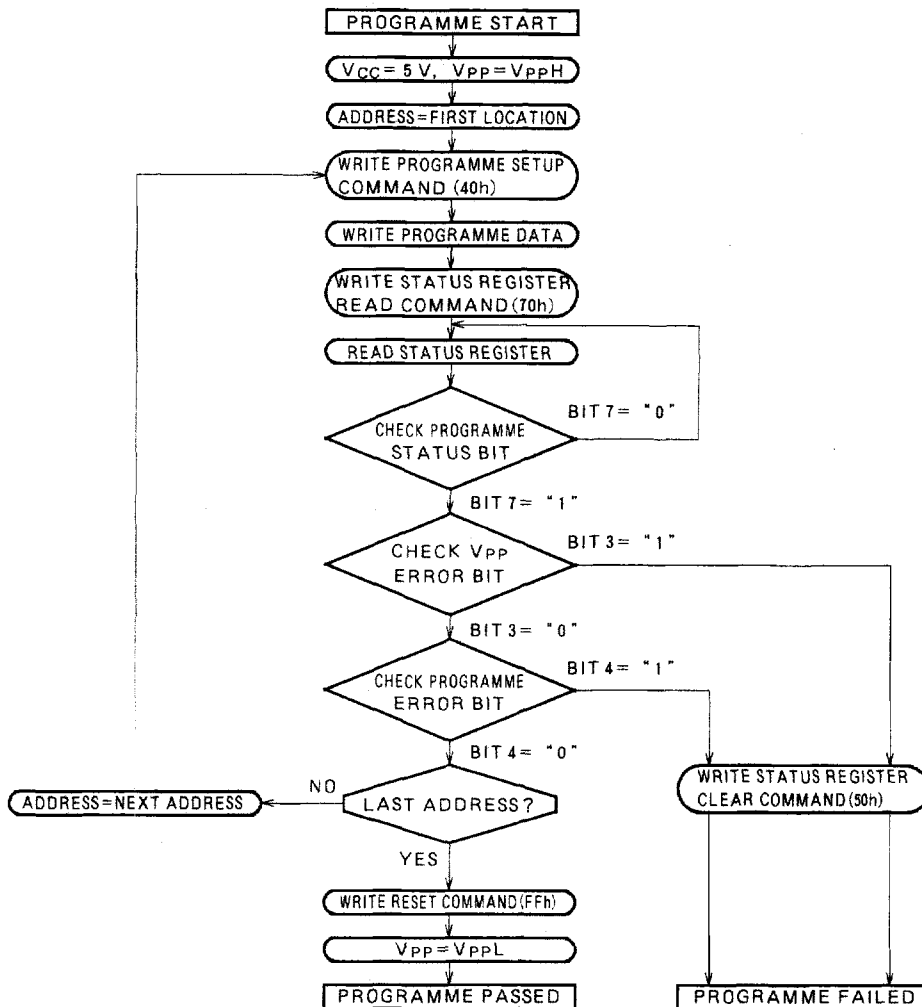 PROGRAMME START
VCC = 5 V, VPP = VPPH
ADDRESS=FIRST LOCATION
WRITE PROGRAMME SETUP
COMMAND (40h)
WRITE PROGRAMME DATA
WRITE STATUS REGISTER
READ COMMAND (70h)
READ STATUS REGISTER
CHECK PROGRAMME
STATUS BIT
BIT 7 = "0"
BIT 7 = "1"
CHECK VPP
ERROR BIT
BIT 3 = "1"
BIT 3 = "0"
CHECK PROGRAMME
ERROR BIT
BIT 4 = "1"
BIT 4 = "0"
LAST ADDRESS?
NO
ADDRESS=NEXT ADDRESS
YES
WRITE STATUS REGISTER
CLEAR COMMAND (50h)
WRITE RESET COMMAND (FFh)
VPP = VPPL
PROGRAMME PASSED
PROGRAMME FAILED